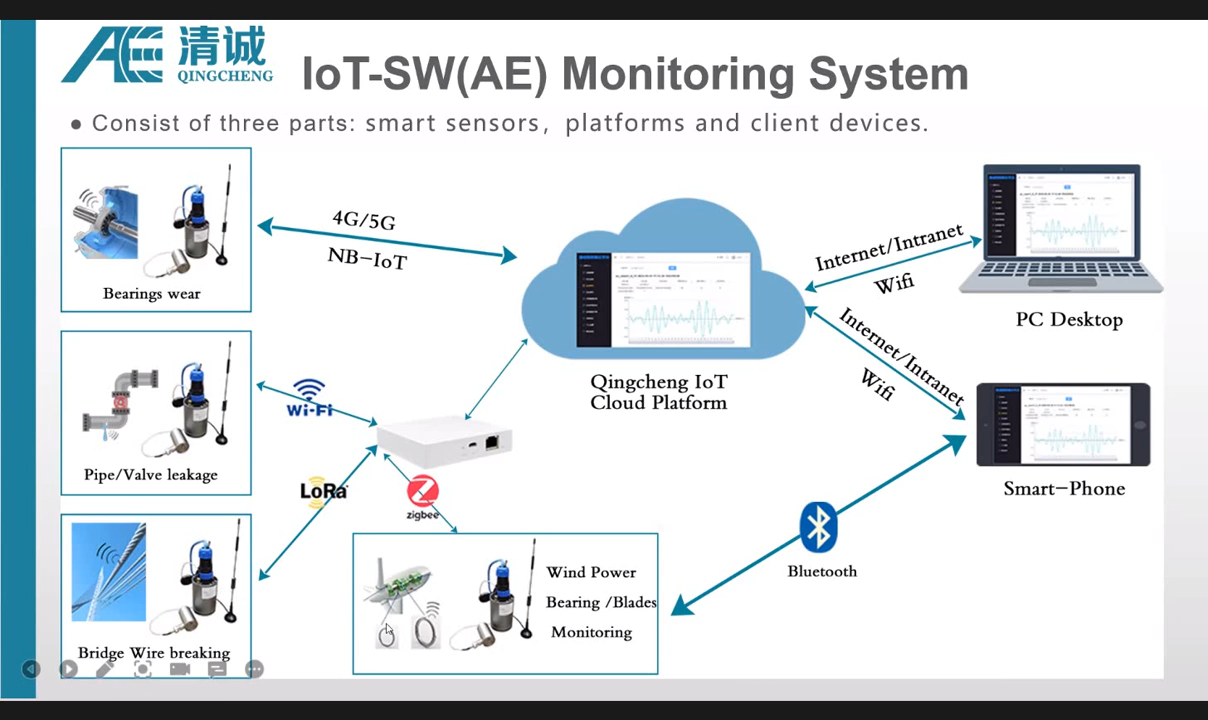 清诚
QINGCHENG
IoT-SW(AE) Monitoring System
● Consist of three parts: smart sensors, platforms and client devices.
Bearings wear
4G/5G
NB-IoT
Internet/Intranet
Wifi
PC Desktop
Internet/Intranet
Wifi
Qingcheng IoT
Cloud Platform
Wi-Fi
Pipe/Valve leakage
LoRa
zigbee
Smart-Phone
Bluetooth
Wind Power
Bearing /Blades
Monitoring
Bridge Wire breaking